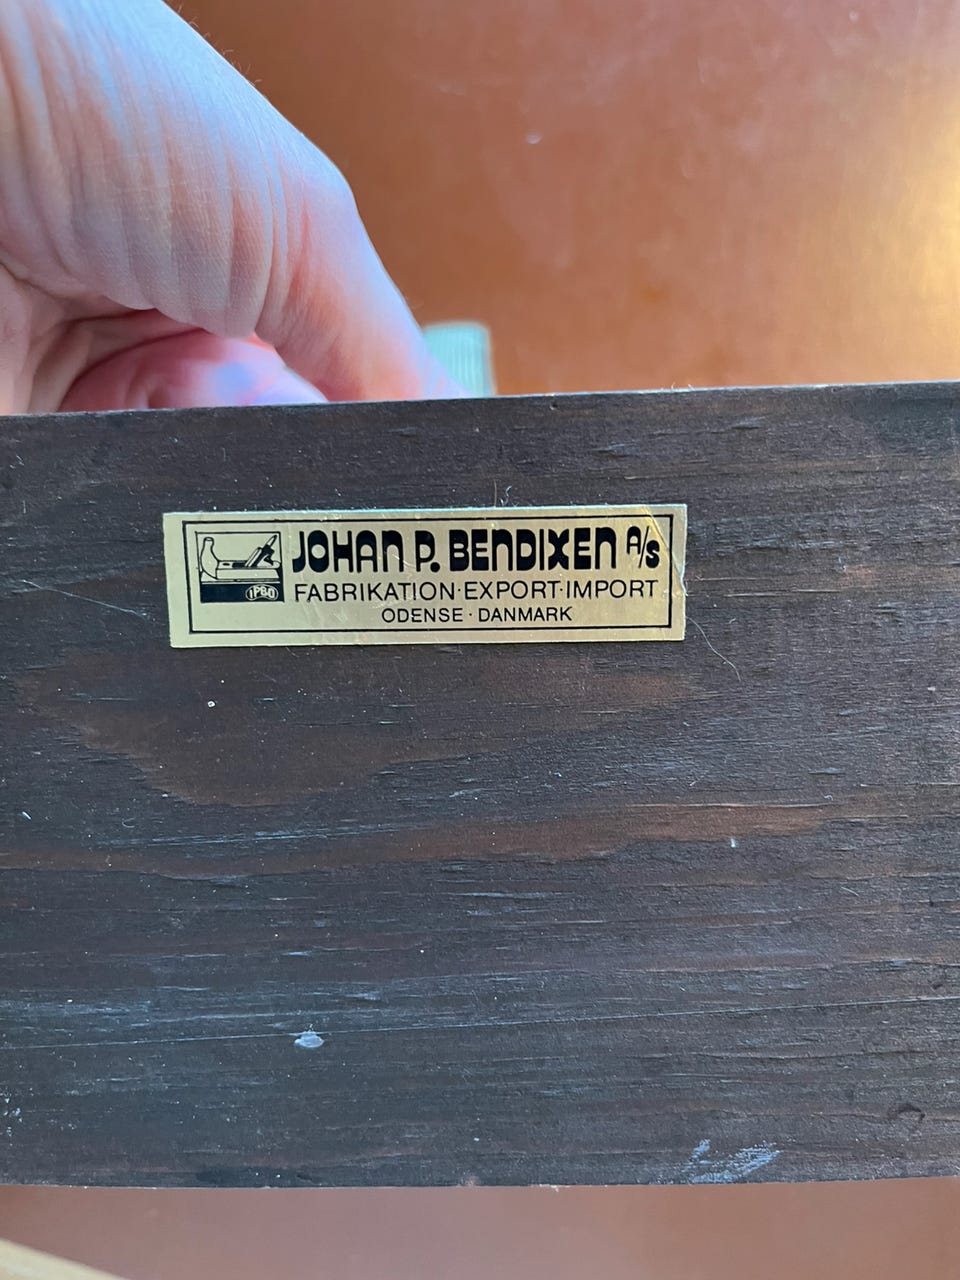 JOHAN P. BENDIXEN A/S
FABRIKATION·EXPORT·IMPORT
ODENSE · DANMARK